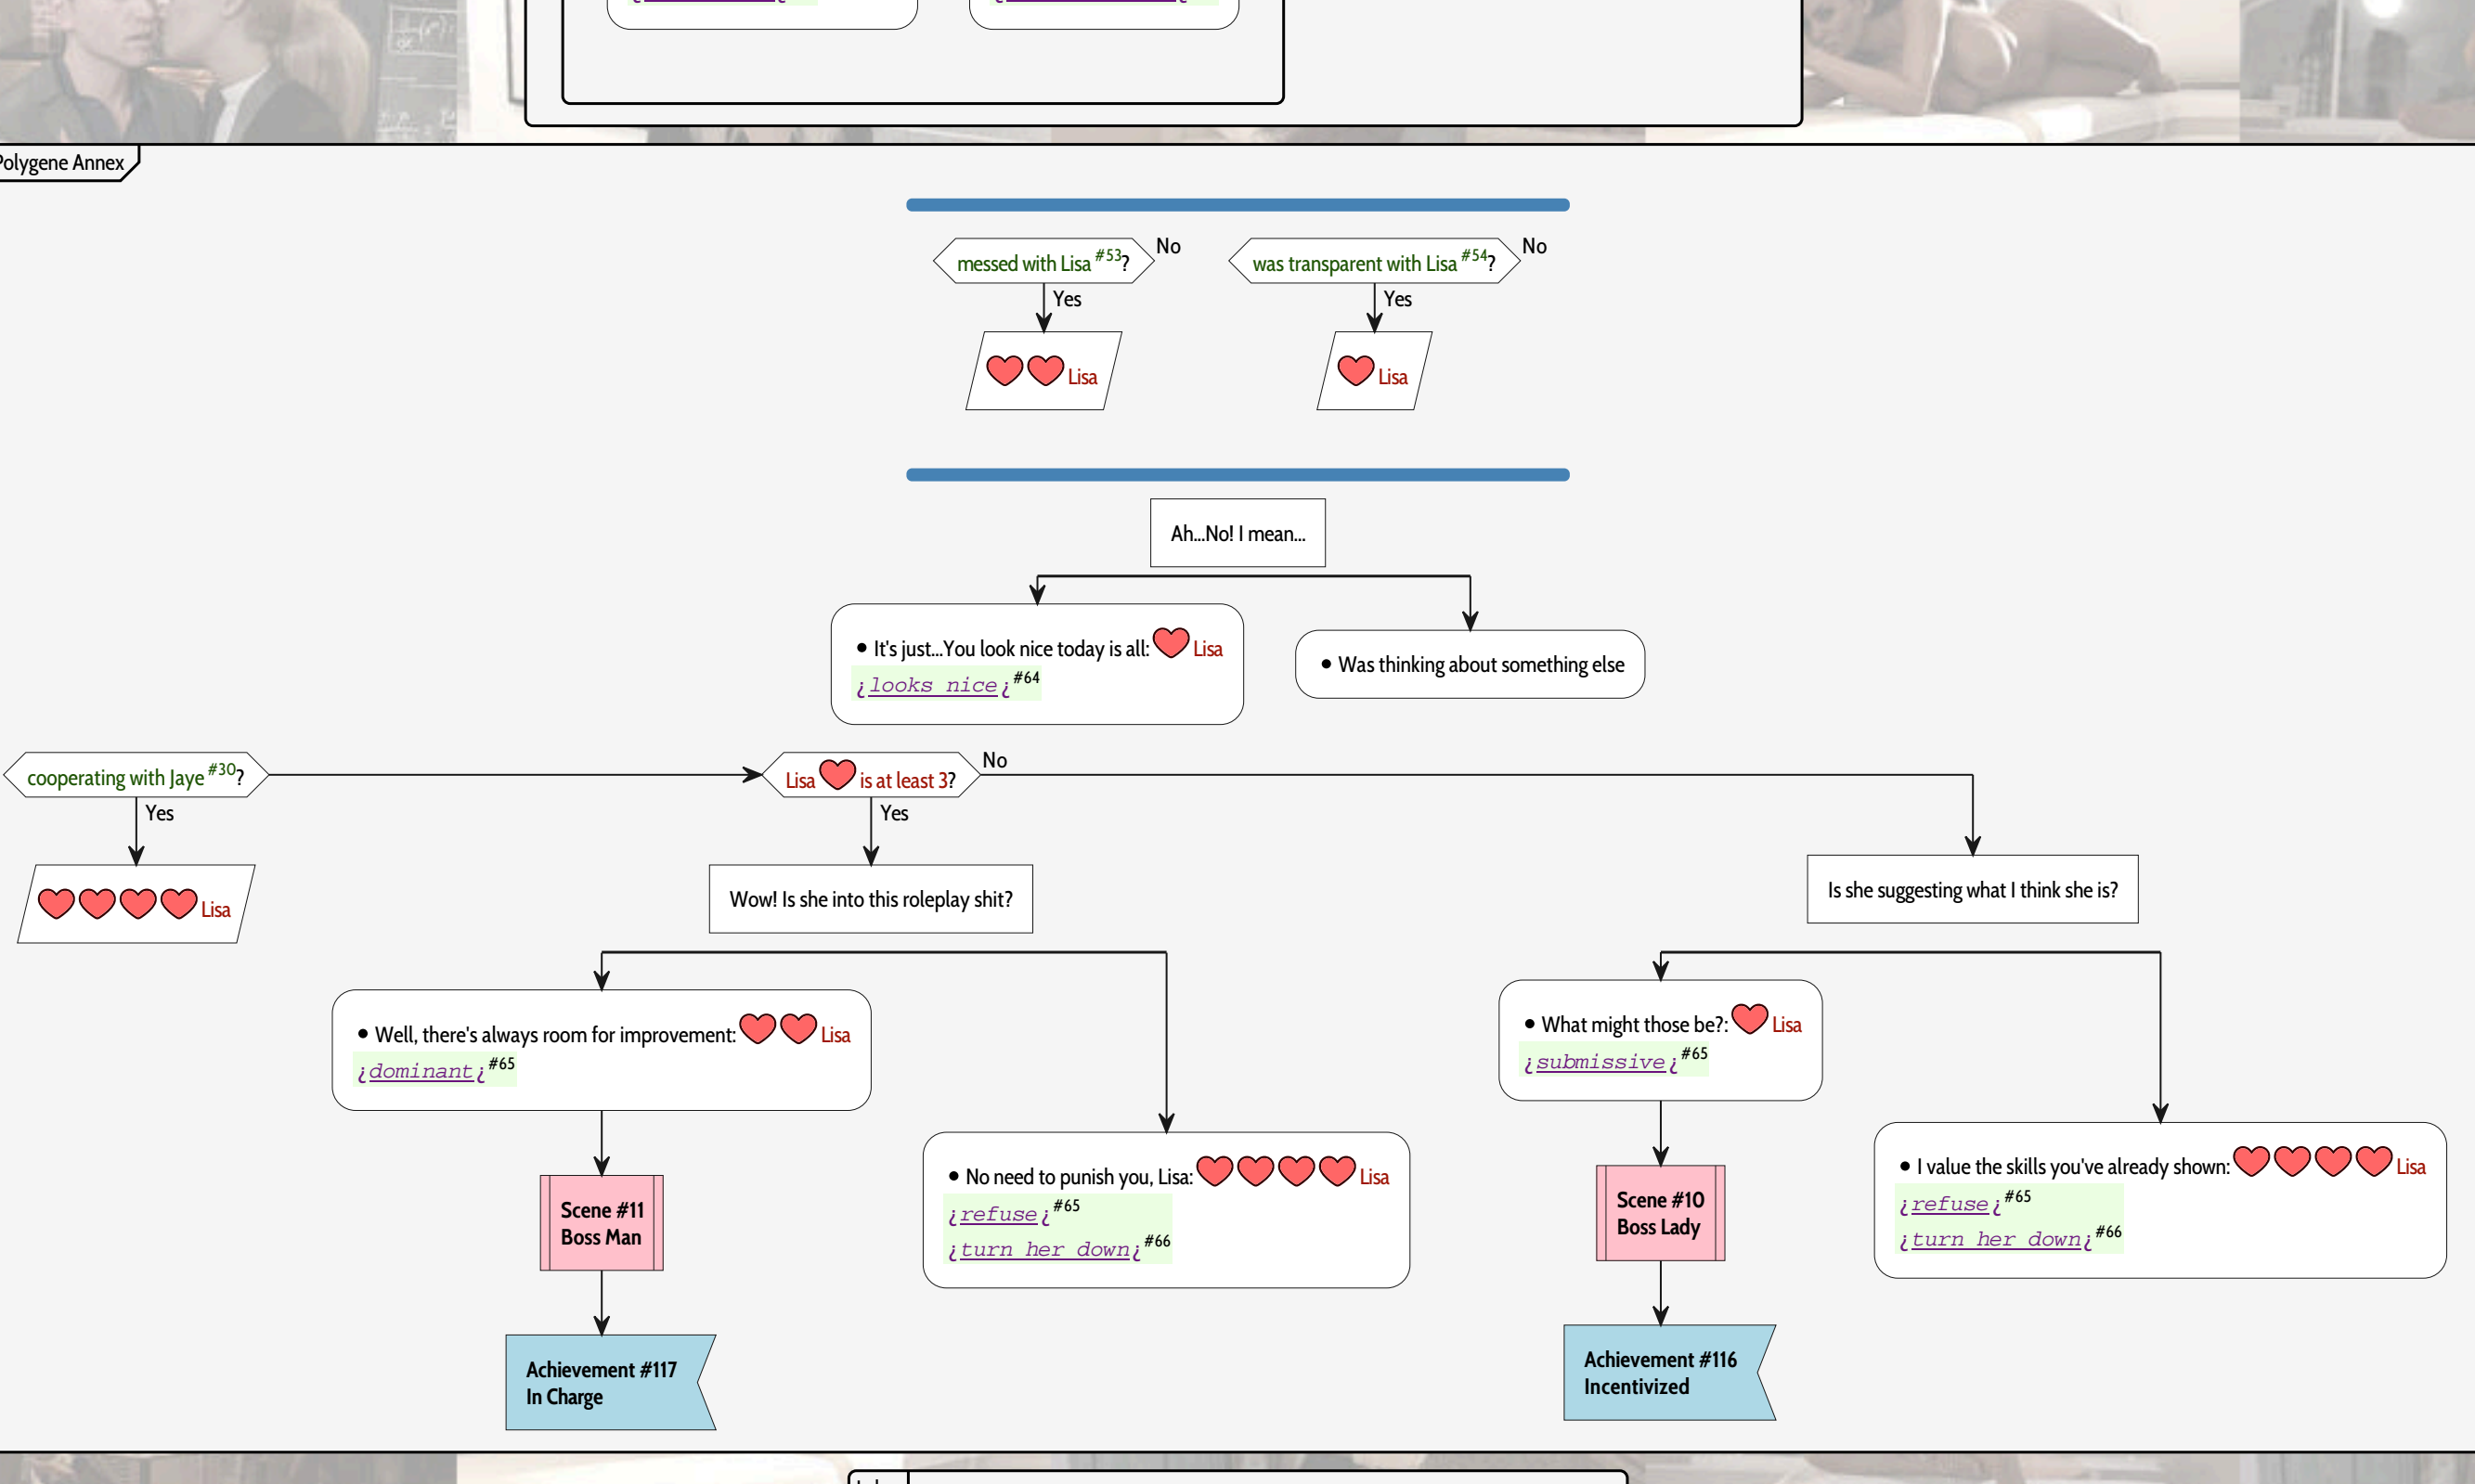 Polygene Annex
messed with Lisa #53?
No
was transparent with Lisa #54?
No
Yes
Yes
Lisa
Lisa
Ah...No! I mean...
• It's just...You look nice today is all: Lisa
¿looks nice¿#64
• Was thinking about something else
cooperating with Jaye #30?
Lisa is at least 3?
No
Yes
Yes
Lisa
Wow! Is she into this roleplay shit?
Is she suggesting what I think she is?
• Well, there's always room for improvement: Lisa
¿dominant¿#65
• What might those be?: Lisa
¿submissive¿#65
• No need to punish you, Lisa: Lisa
¿refuse¿#65
¿turn her down¿#66
• I value the skills you've already shown: Lisa
¿refuse¿#65
¿turn her down¿#66
Scene #11
Boss Man
Scene #10
Boss Lady
Achievement #117
In Charge
Achievement #116
Incentivized